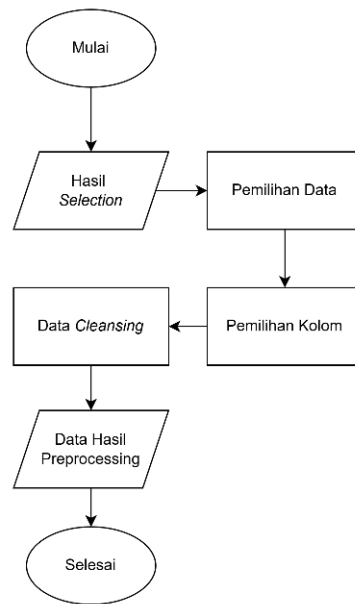 Mulai
Hasil
Selection
Pemilihan Data
Pemilihan Kolom
Data Cleansing
Data Hasil
Preprocessing
Selesai